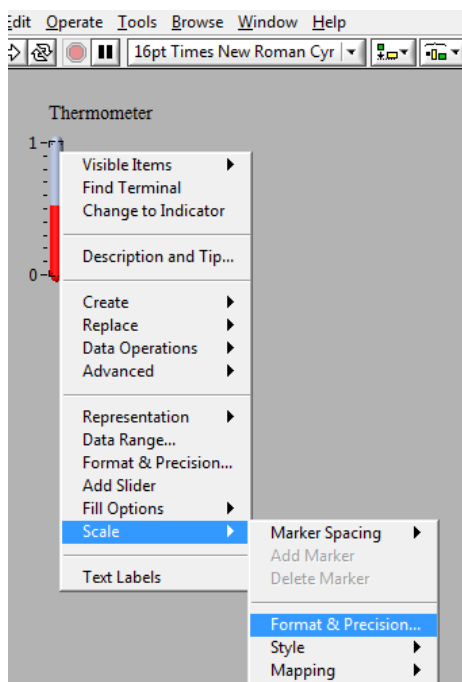 Edit Operate Tools Browse Window Help
16pt Times New Roman Cyr
Thermometer
1
0
Visible Items
Find Terminal
Change to Indicator
Description and Tip...
Create
Replace
Data Operations
Advanced
Representation
Data Range...
Format & Precision...
Add Slider
Fill Options
Scale
Text Labels
Marker Spacing
Add Marker
Delete Marker
Format & Precision...
Style
Mapping